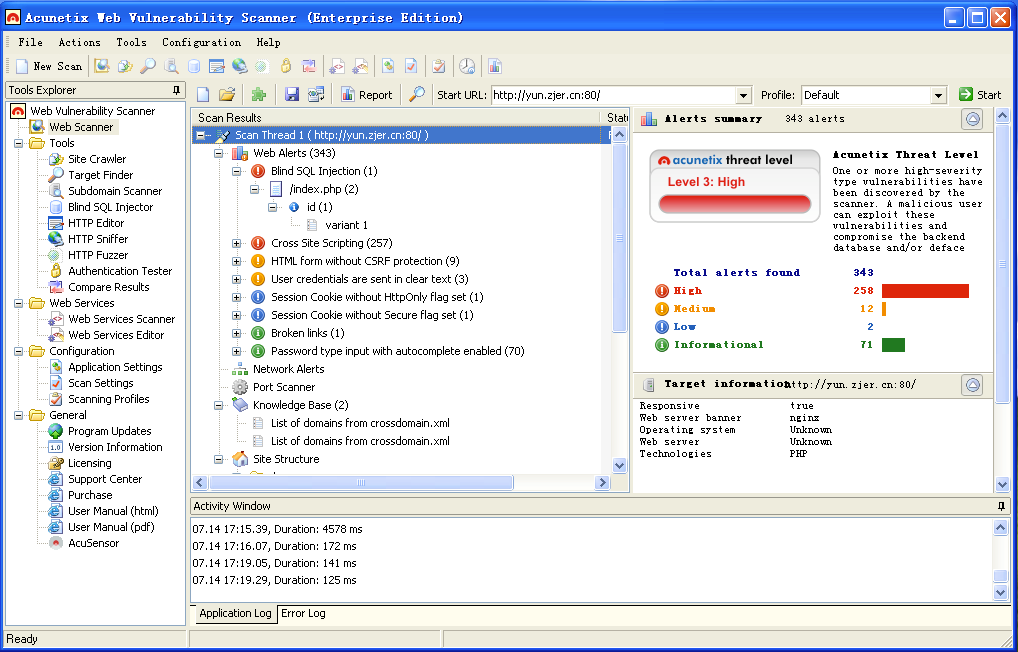 Acunetix Web Vulnerability Scanner (Enterprise Edition)
File Actions Tools Configuration Help
New Scan
Tools Explorer
Web Vulnerability Scanner
Web Scanner
Tools
Site Crawler
Target Finder
Subdomain Scanner
Blind SQL Injector
HTTP Editor
HTTP Sniffer
HTTP Fuzzer
Authentication Tester
Compare Results
Web Services
Web Services Scanner
Web Services Editor
Configuration
Application Settings
Scan Settings
Scanning Profiles
General
Program Updates
1.0 Version Information
Licensing
Support Center
Purchase
User Manual (html)
User Manual (pdf)
AcuSensor
Report Start URL: http://yun.zjer.cn:80/ Profile: Default Start
Scan Results
Scan Thread 1 ( http://yun.zjer.cn:80/ )
Web Alerts (343)
Blind SQL Injection (1)
/index.php (2)
id (1)
variant 1
Cross Site Scripting (257)
HTML form without CSRF protection (9)
User credentials are sent in clear text (3)
Session Cookie without HttpOnly flag set (1)
Session Cookie without Secure flag set (1)
Broken links (1)
Password type input with autocomplete enabled (70)
Network Alerts
Port Scanner
Knowledge Base (2)
List of domains from crossdomain.xml
List of domains from crossdomain.xml
Site Structure
Alerts summary 343 alerts
acunetix threat level
Level 3: High
Acunetix Threat Level
One or more high-severity
type vulnerabilities have
been discovered by the
scanner. A malicious user
can exploit these
vulnerabilities and
compromise the backend
database and/or deface
Total alerts found 343
High 258
Medium 12
Low 2
Informational 71
Target information http://yun.zjer.cn:80/
Responsive true
Web server banner nginx
Operating system Unknown
Web server Unknown
Technologies PHP
Activity Window
07.14 17:15.39, Duration: 4578 ms
07.14 17:16.07, Duration: 172 ms
07.14 17:19.05, Duration: 141 ms
07.14 17:19.29, Duration: 125 ms
Application Log Error Log
Ready